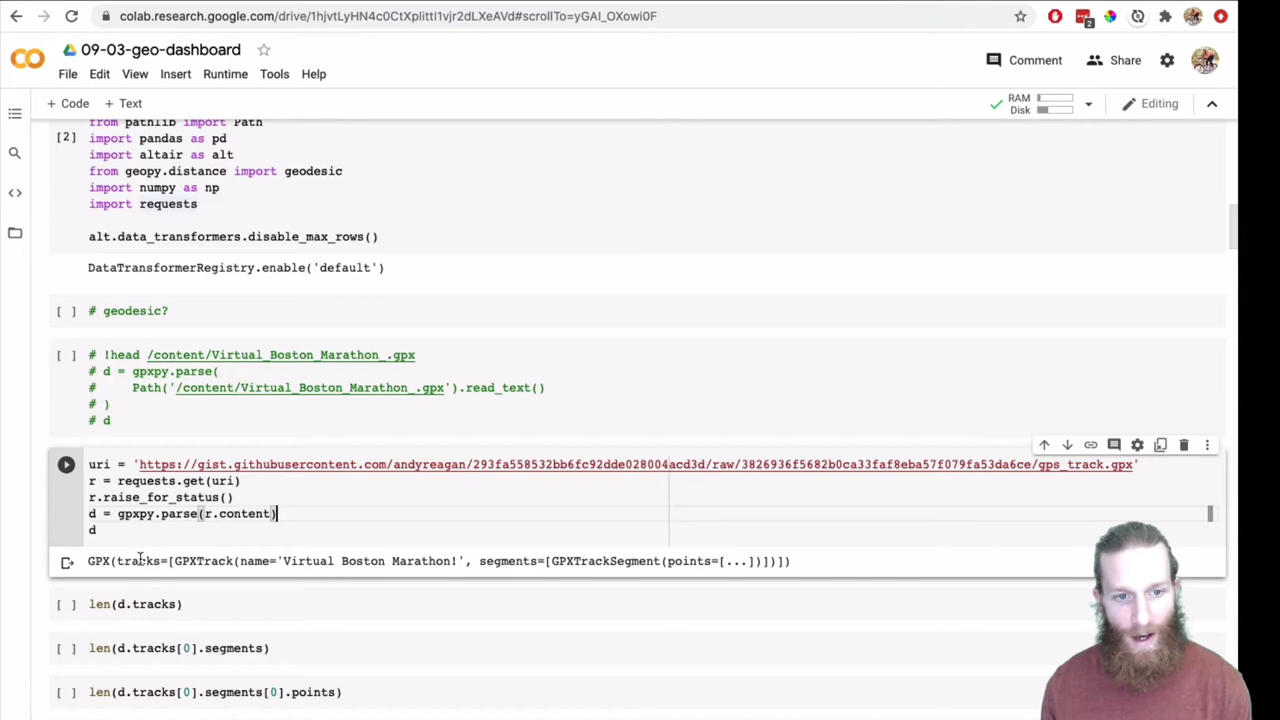 colab.research.google.com/drive/1hjvtLyHN4c0CtXplittI1vjr2dLXeAVd#scrollTo=yGAI_OXowi0F
2
09-03-geo-dashboard
Comment
Share
File Edit View Insert Runtime Tools Help
+ Code + Text
RAM
Disk
Editing
from pathlib import Path
[2] import pandas as pd
import altair as alt
from geopy.distance import geodesic
import numpy as np
import requests
alt.data_transformers.disable_max_rows()
DataTransformerRegistry.enable('default')
[ ] # geodesic?
[ ] # !head /content/Virtual_Boston_Marathon_.gpx
# d = gpxpy.parse(
# Path('/content/Virtual_Boston_Marathon_.gpx').read_text()
# )
# d
uri = 'https://gist.githubusercontent.com/andyreagan/293fa558532bb6fc92dde028004acd3d/raw/3826936f5682b0ca33faf8eba57f079fa53da6ce/gps_track.gpx'
r = requests.get(uri)
r.raise_for_status()
d = gpxpy.parse(r.content)
d
GPX(tracks=[GPXTrack(name='Virtual Boston Marathon!', segments=[GPXTrackSegment(points=[...])])])
[ ] len(d.tracks)
[ ] len(d.tracks[0].segments)
[ ] len(d.tracks[0].segments[0].points)